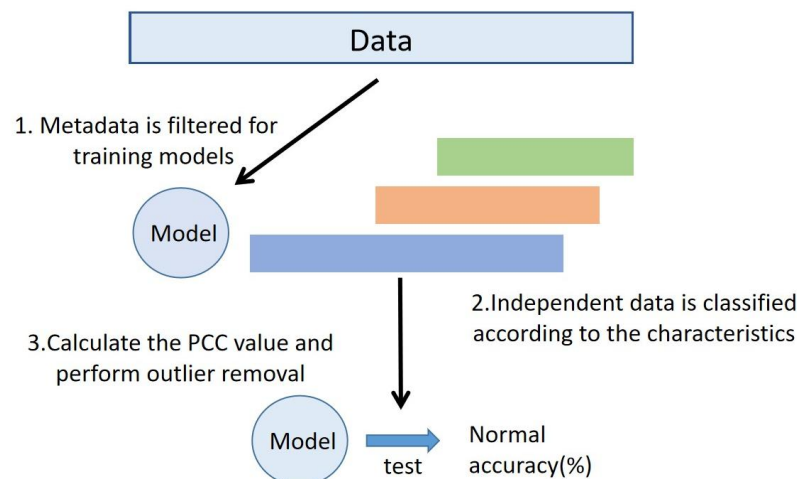 Data
1. Metadata is filtered for
training models
Model
2.Independent data is classified
according to the characteristics
3.Calculate the PCC value and
perform outlier removal
Model
test
Normal
accuracy(%)